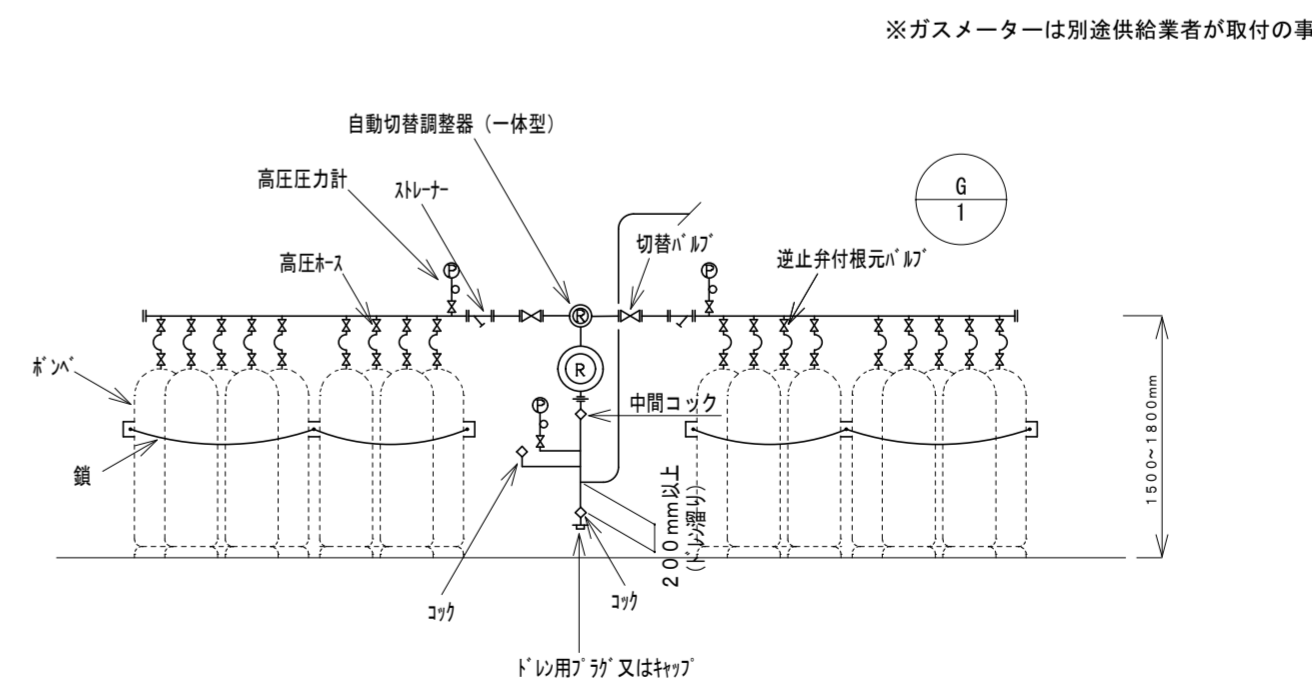 ※ガスメーターは別途供給業者が取付の事
自動切替調整器（一体型）
高圧圧力計
ｽﾄﾚｰﾅｰ
G
1
切替ﾊﾞﾙﾌﾞ
高圧ﾎｰｽ
逆止弁付根元ﾊﾞﾙﾌﾞ
P
P
R
R
ﾎﾞﾝﾍﾞ
P
中間コック
鎖
200mm以上
（ﾄﾞﾚﾝ溜り）
1500~1800mm
ｺｯｸ
ｺｯｸ
ﾄﾞﾚﾝ用ﾌﾟﾗｸﾞ又はｷｬｯﾌﾟ